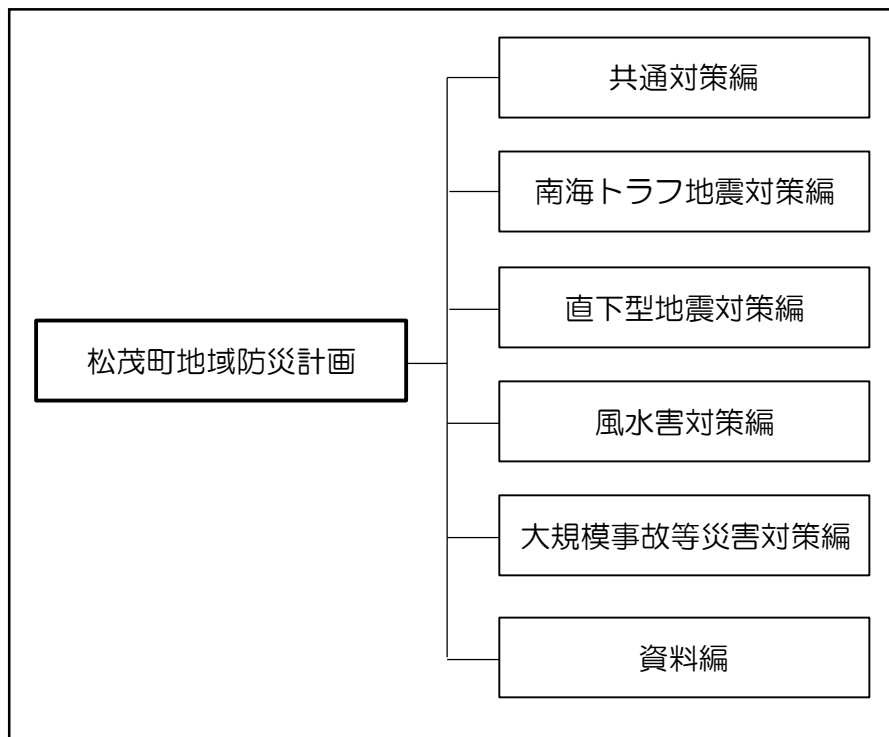 共通対策編
南海トラフ地震対策編
直下型地震対策編
松茂町地域防災計画
風水害対策編
大規模事故等災害対策編
資料編